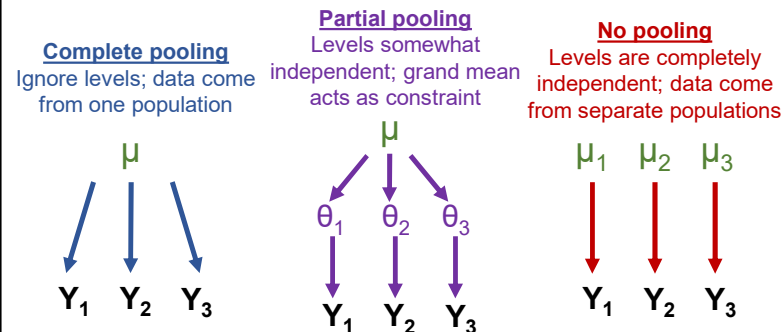 Complete pooling
Ignore levels; data come
from one population
μ
Y1 Y2 Y3
Partial pooling
Levels somewhat
independent; grand mean
acts as constraint
μ
θ1 θ2 θ3
Y1 Y2 Y3
No pooling
Levels are completely
independent; data come
from separate populations
μ1 μ2 μ3
Y1 Y2 Y3